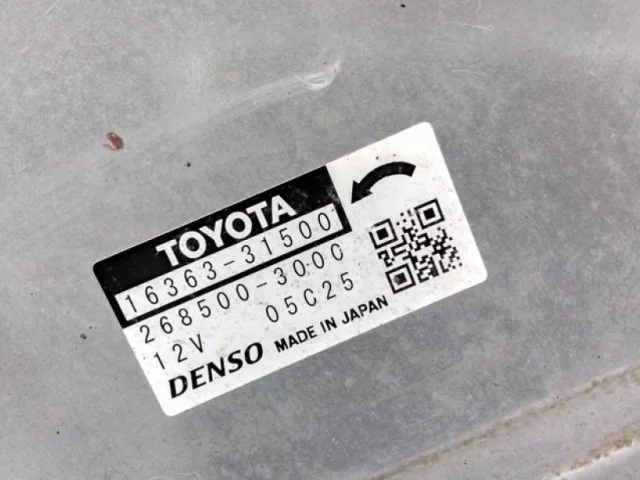 TOYOTA
16363-31500
268500-3000
12V 05C25
DENSO MADE IN JAPAN